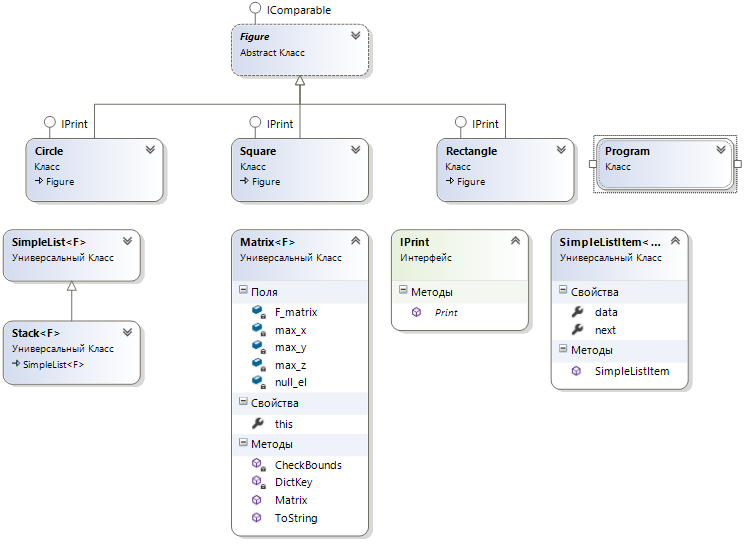 IComparable
Figure
Abstract Класс
IPrint
IPrint
IPrint
Circle
Класс
Figure
Square
Класс
Figure
Rectangle
Класс
Figure
Program
Класс
SimpleList<F>
Универсальный Класс
Stack<F>
Универсальный Класс
SimpleList<F>
Matrix<F>
Универсальный Класс
Поля
F_matrix
max_x
max_y
max_z
null_el
Свойства
this
Методы
CheckBounds
DictKey
Matrix
ToString
IPrint
Интерфейс
Методы
Print
SimpleListItem< ...
Универсальный Класс
Свойства
data
next
Методы
SimpleListItem